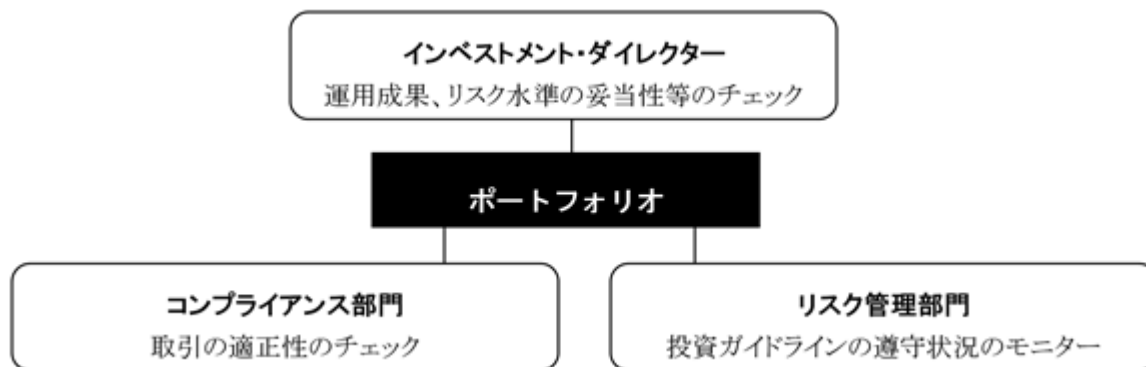 インベストメント・ダイレクター
運用成果、リスク水準の妥当性等のチェック
ポートフォリオ
コンプライアンス部門
取引の適正性のチェック
リスク管理部門
投資ガイドラインの遵守状況のモニター